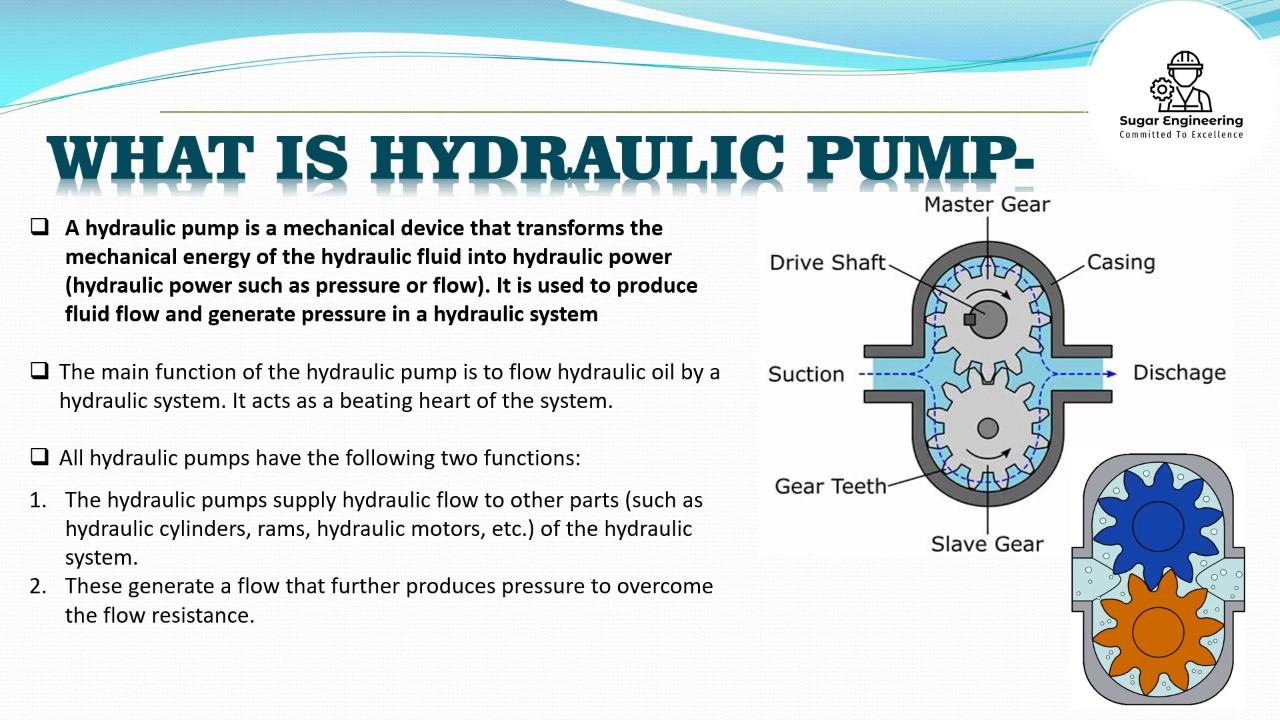 Sugar Engineering
Committed To Excellence
WHAT IS HYDRAULIC PUMP-
❑ A hydraulic pump is a mechanical device that transforms the
mechanical energy of the hydraulic fluid into hydraulic power
(hydraulic power such as pressure or flow). It is used to produce
fluid flow and generate pressure in a hydraulic system
❑ The main function of the hydraulic pump is to flow hydraulic oil by a
hydraulic system. It acts as a beating heart of the system.
❑ All hydraulic pumps have the following two functions:
1. The hydraulic pumps supply hydraulic flow to other parts (such as
hydraulic cylinders, rams, hydraulic motors, etc.) of the hydraulic
system.
2. These generate a flow that further produces pressure to overcome
the flow resistance.
Master Gear
Drive Shaft
Casing
Suction
Dischage
Gear Teeth
Slave Gear